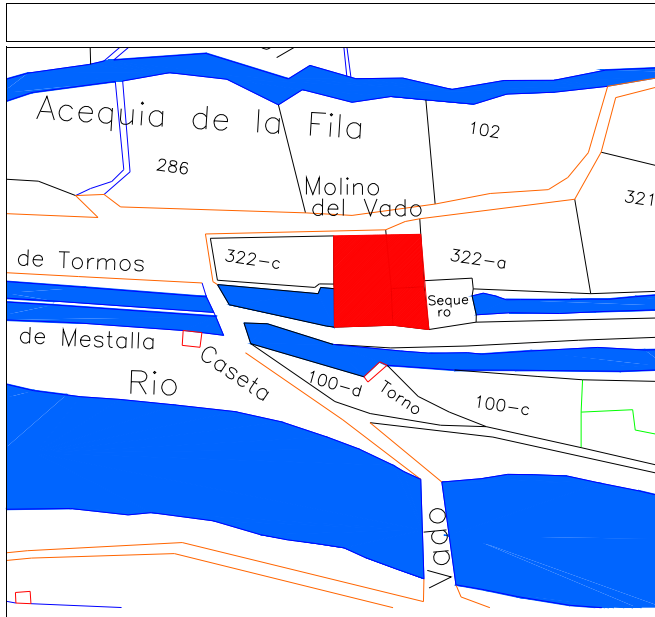 Acequia de la Fila
102
286
321
Molino
del Vado
322-c
322-a
de Tormos
Seque
ro
de Mestalla
Caseta
Rio
100-d
Torno
100-c
Vado